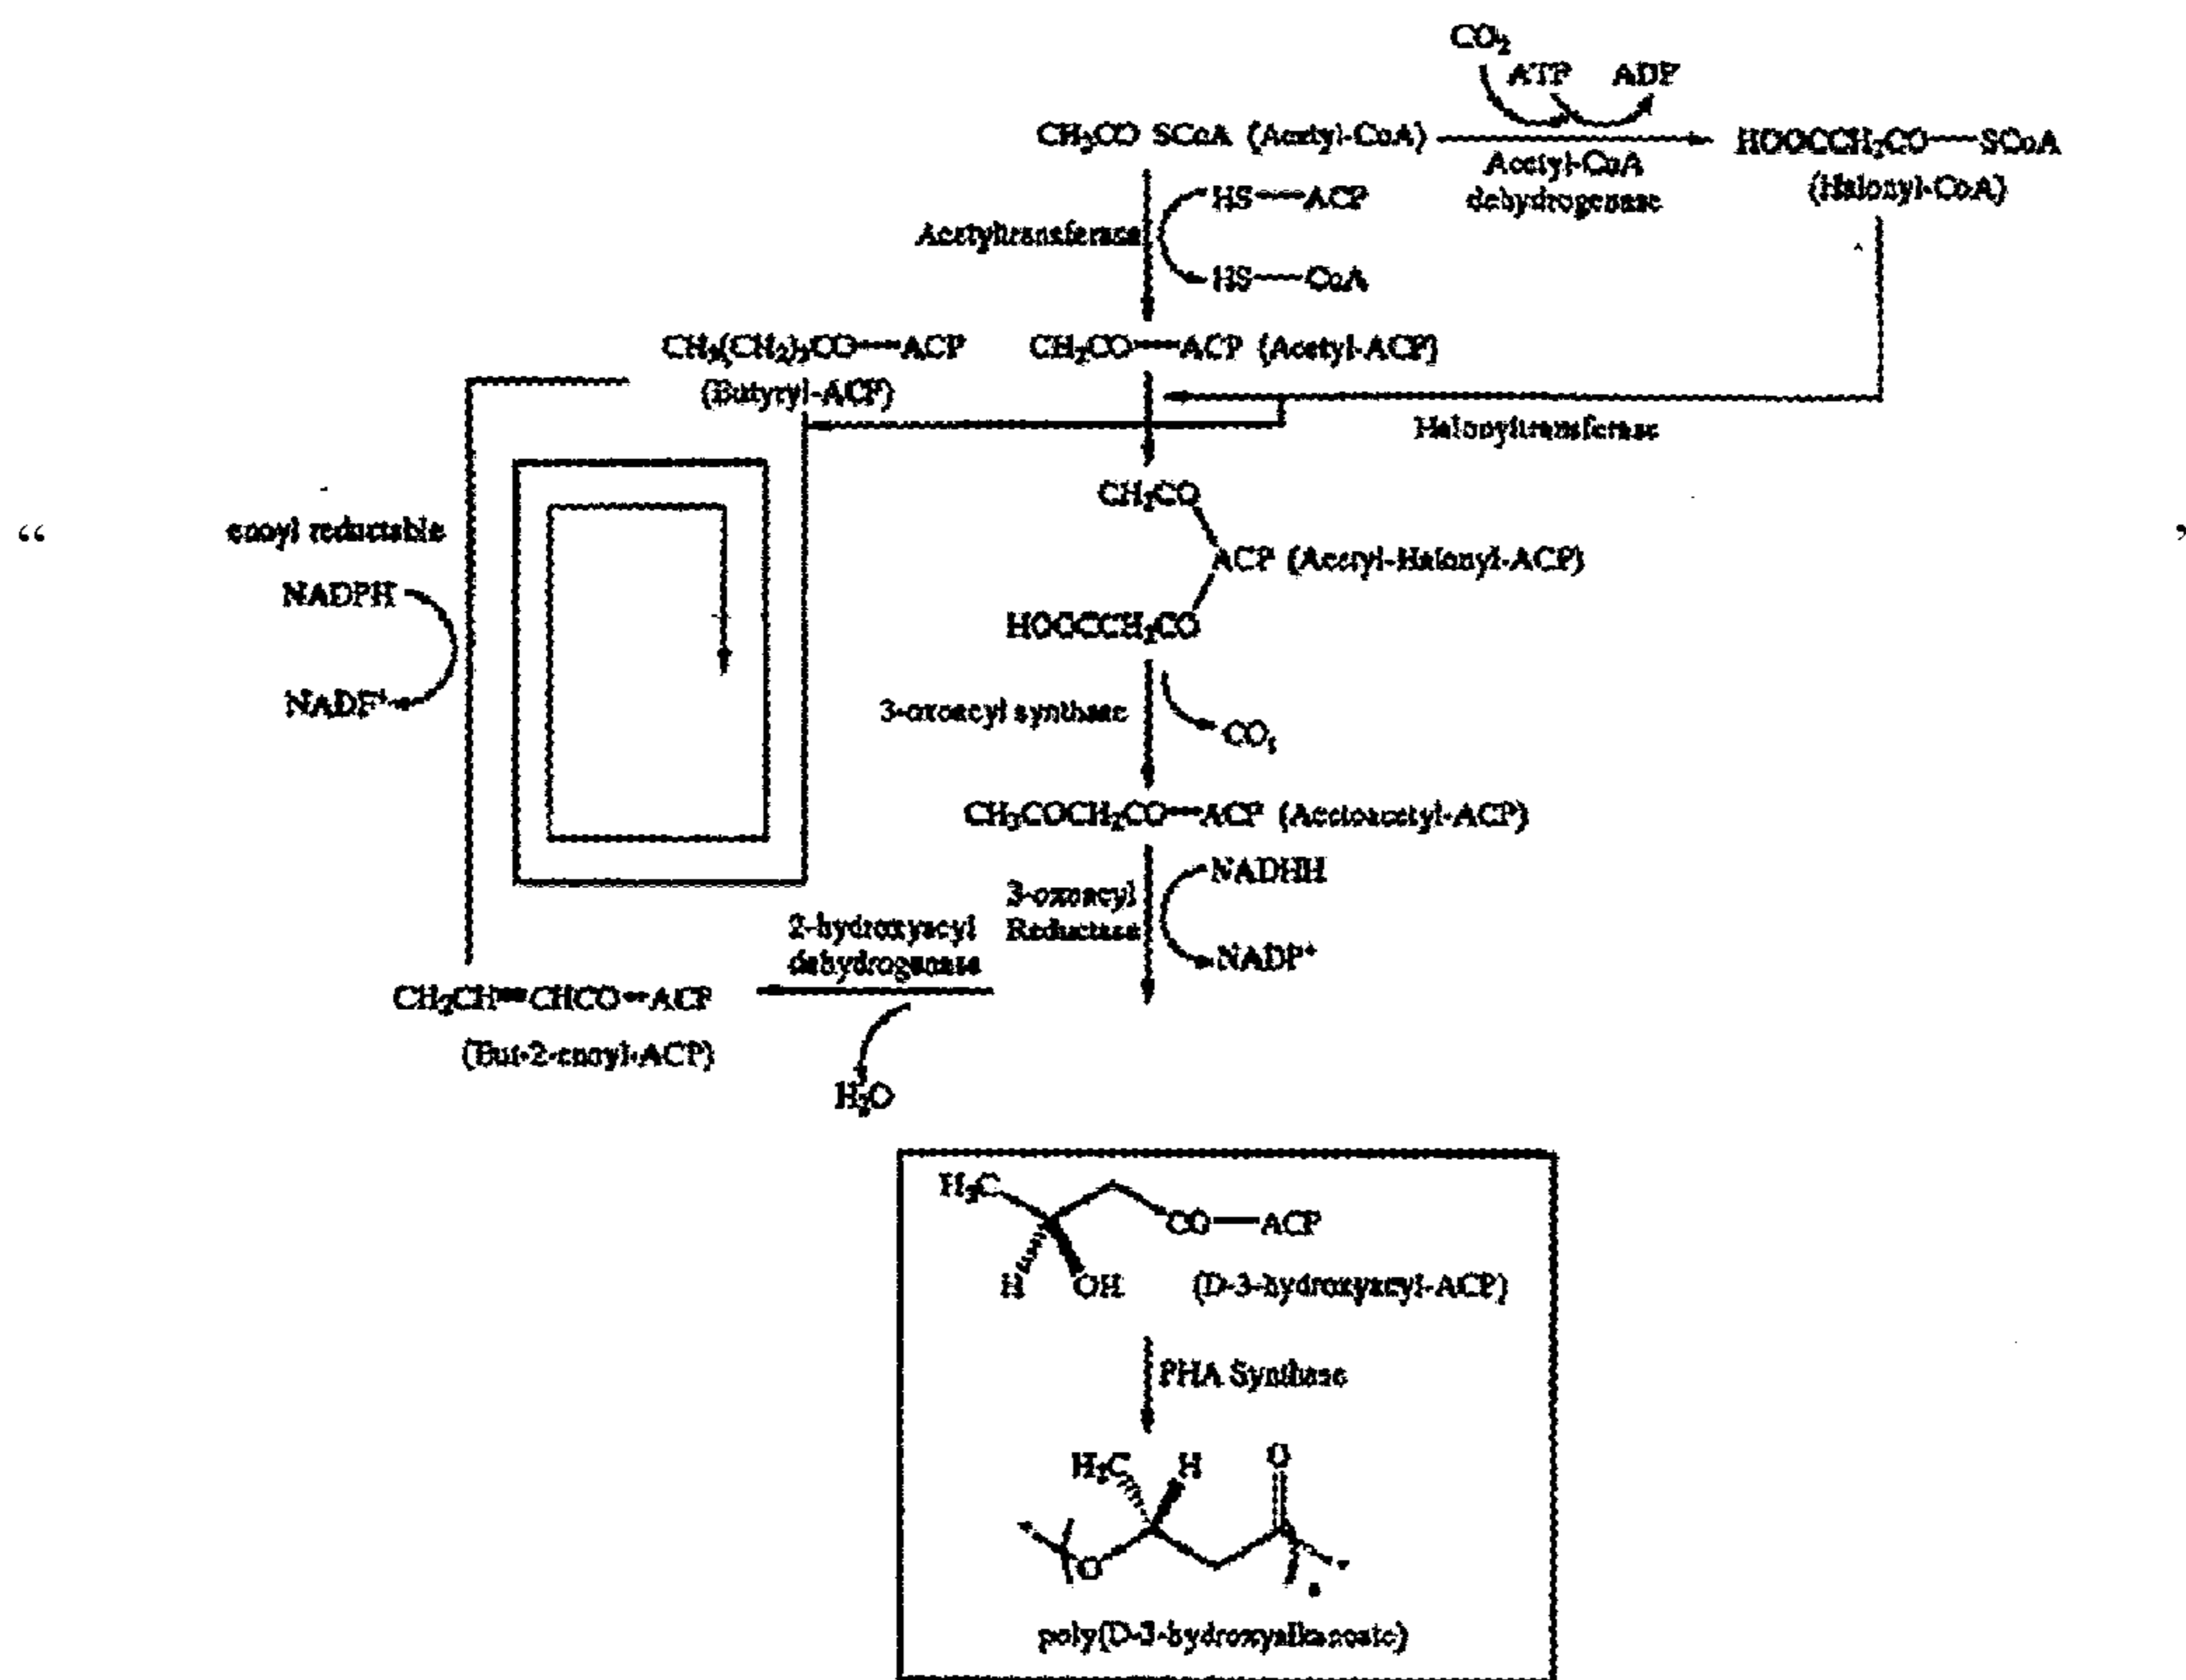 CO₂
ATP ADP
CH₃CO SCoA (Acetyl-CoA)
Acetyl-CoA
dehydrogenase
HOOCCH₂CO—SCoA
(Halonyl-CoA)
HS—ACP
Acetyltransferase
HS—CoA
CH₃(CH₂)₂CO—ACP
(Butyryl-ACP)
CH₃CO—ACP (Acetyl-ACP)
Halonyltransferase
CH₃CO
“
enoyl reductable
ACP (Acetyl-Halonyl-ACP)
”
NADPH
HOOCCH₂CO
NADP⁺
3-oxoacyl synthase
CO₂
CH₃COCH₂CO—ACP (Acetoacetyl-ACP)
NADHH
3-oxoacyl
Reductase
NADP⁺
2-hydroxyacyl
dehydrogenase
CH₃CH=CHCO—ACP
(But-2-enoyl-ACP)
H₂O
H₃C
CO—ACP
H OH
(D-3-hydroxyacyl-ACP)
PHA Synthase
H₃C H O
O
poly(D-3-hydroxyalkanoate)